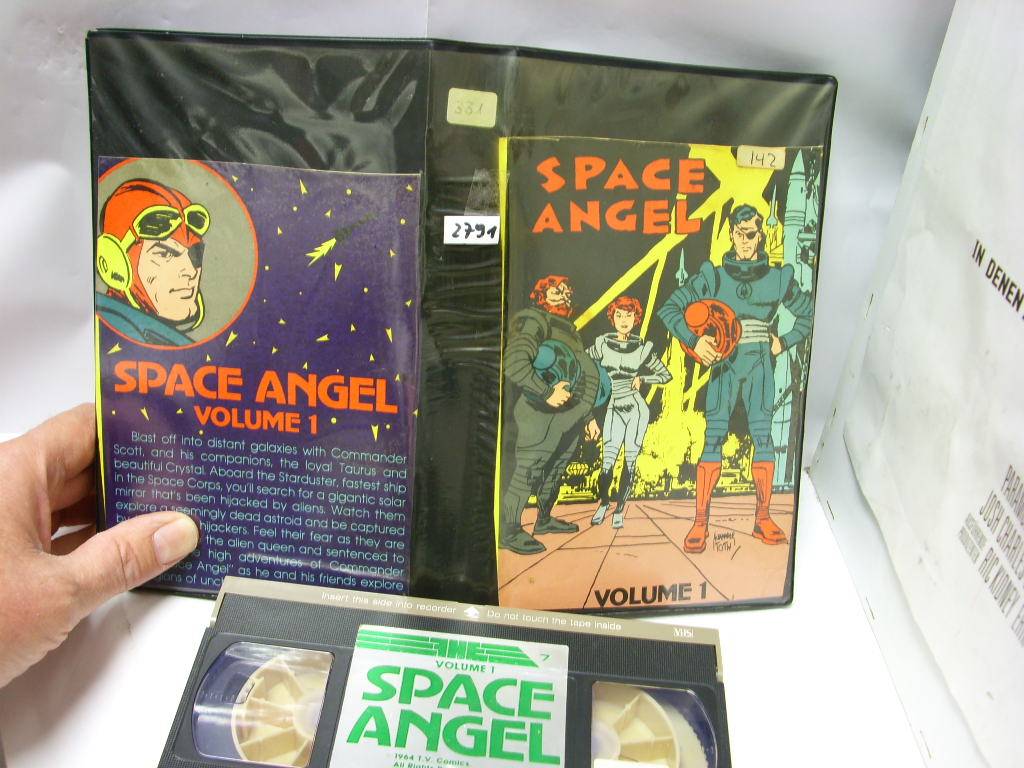 331
2791
SPACE ANGEL
VOLUME 1
Blast off into distant galaxies with Commander
Scott, and his companions, the loyal Taurus and
beautiful Crystal. Aboard the Starduster, fastest ship
in the Space Corps, you'll search for a gigantic solar
mirror that's been hijacked by aliens. Watch them
explore a seemingly dead astroid and be captured
hijackers. Feel their fear as they are
the alien queen and sentenced to
high adventures of Commander
Angel" as he and his friends explore
142
SPACE
ANGEL
TOTH
VOLUME 1
Insert this side into recorder Do not touch the tape inside
VHS
VOLUME 1
7
SPACE
ANGEL
1964 T.V. Comics
All Rights
IN DENEN